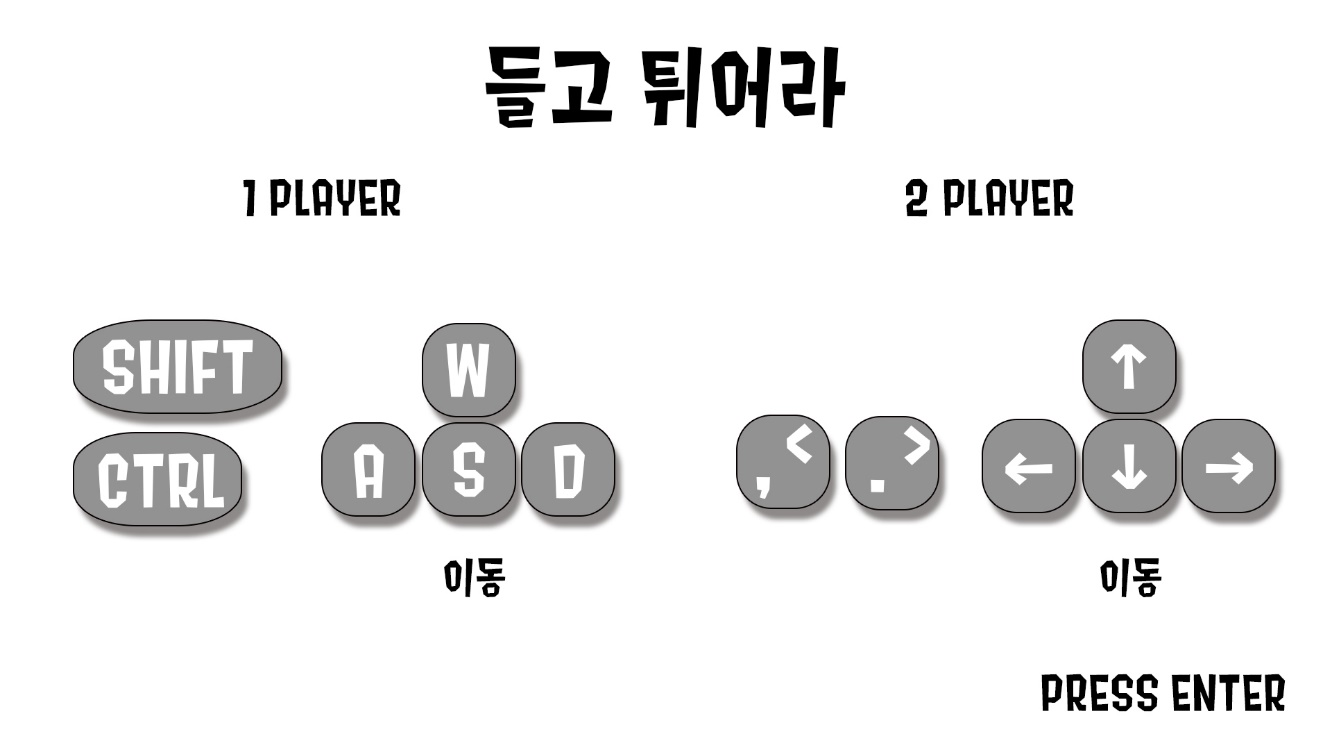 들고 튀어라
1 PLAYER
2 PLAYER
SHIFT
CTRL
W
A S D
이동
, <
. >
↑
← ↓ →
이동
PRESS ENTER